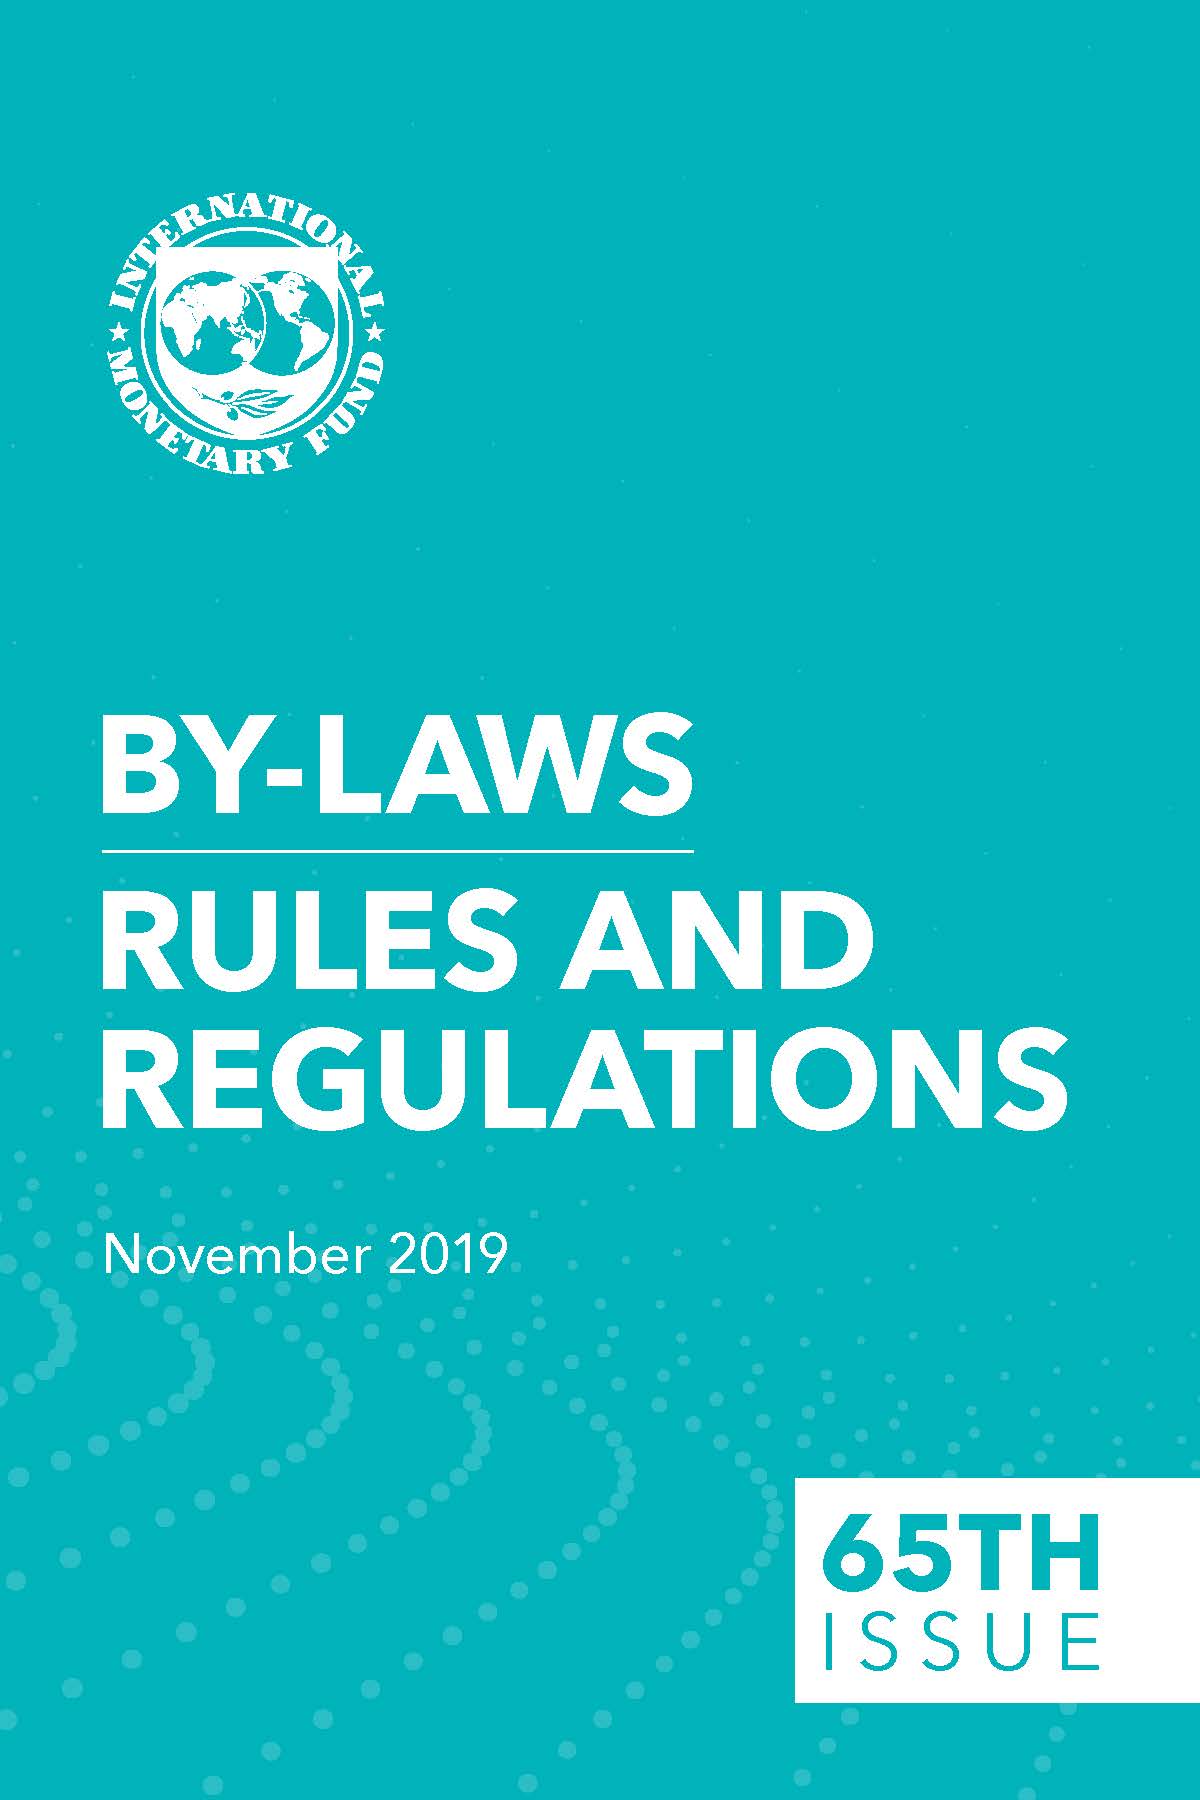 INTERNATIONAL
MONETARY FUND
BY-LAWS
RULES AND
REGULATIONS
November 2019
65TH
ISSUE